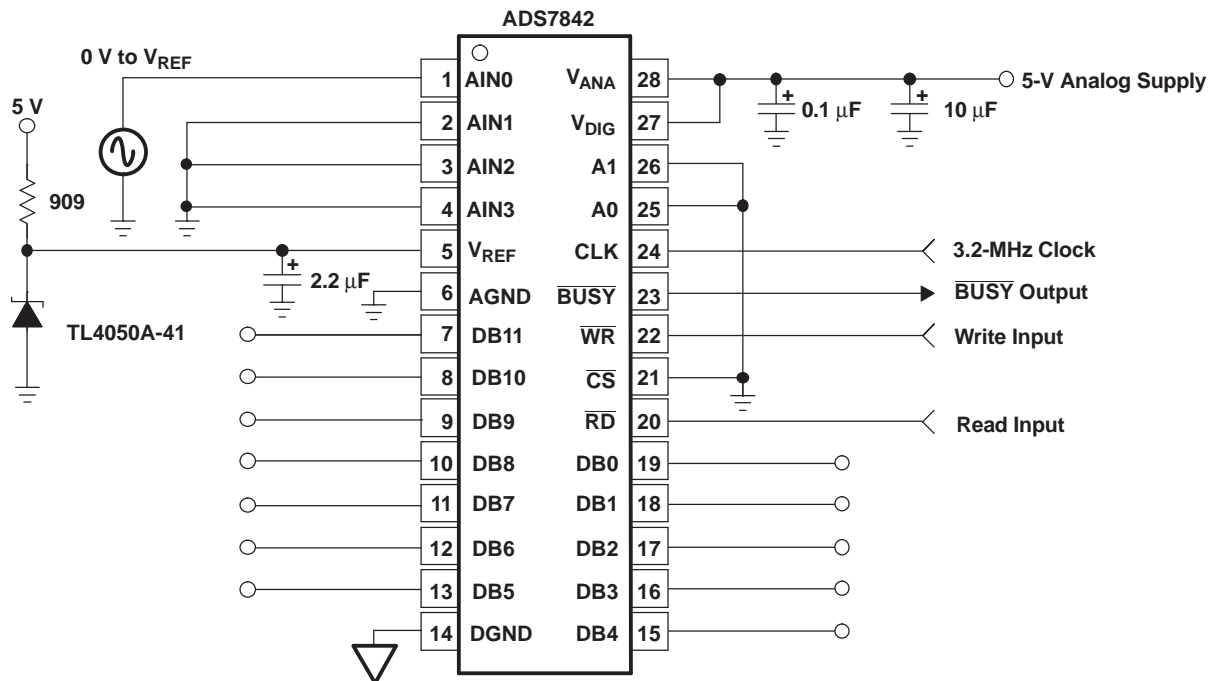 ADS7842
0 V to VREF
5 V
909
TL4050A-41
2.2 μF
+
1 AIN0
2 AIN1
3 AIN2
4 AIN3
5 VREF
6 AGND
7 DB11
8 DB10
9 DB9
10 DB8
11 DB7
12 DB6
13 DB5
14 DGND
VANA 28
VDIG 27
A1 26
A0 25
CLK 24
BUSY 23
WR 22
CS 21
RD 20
DB0 19
DB1 18
DB2 17
DB3 16
DB4 15
+
0.1 μF
+
10 μF
5-V Analog Supply
3.2-MHz Clock
BUSY Output
Write Input
Read Input